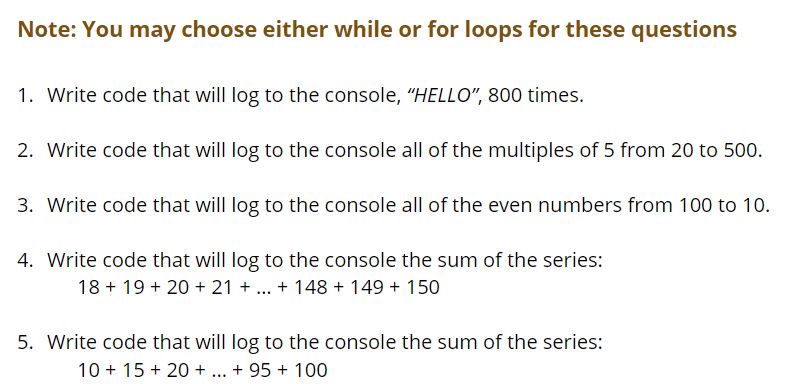 Note: You may choose either while or for loops for these questions
1. Write code that will log to the console, “HELLO”, 800 times.
2. Write code that will log to the console all of the multiples of 5 from 20 to 500.
3. Write code that will log to the console all of the even numbers from 100 to 10.
4. Write code that will log to the console the sum of the series:
18 + 19 + 20 + 21 + ... + 148 + 149 + 150
5. Write code that will log to the console the sum of the series:
10 + 15 + 20 + ... + 95 + 100